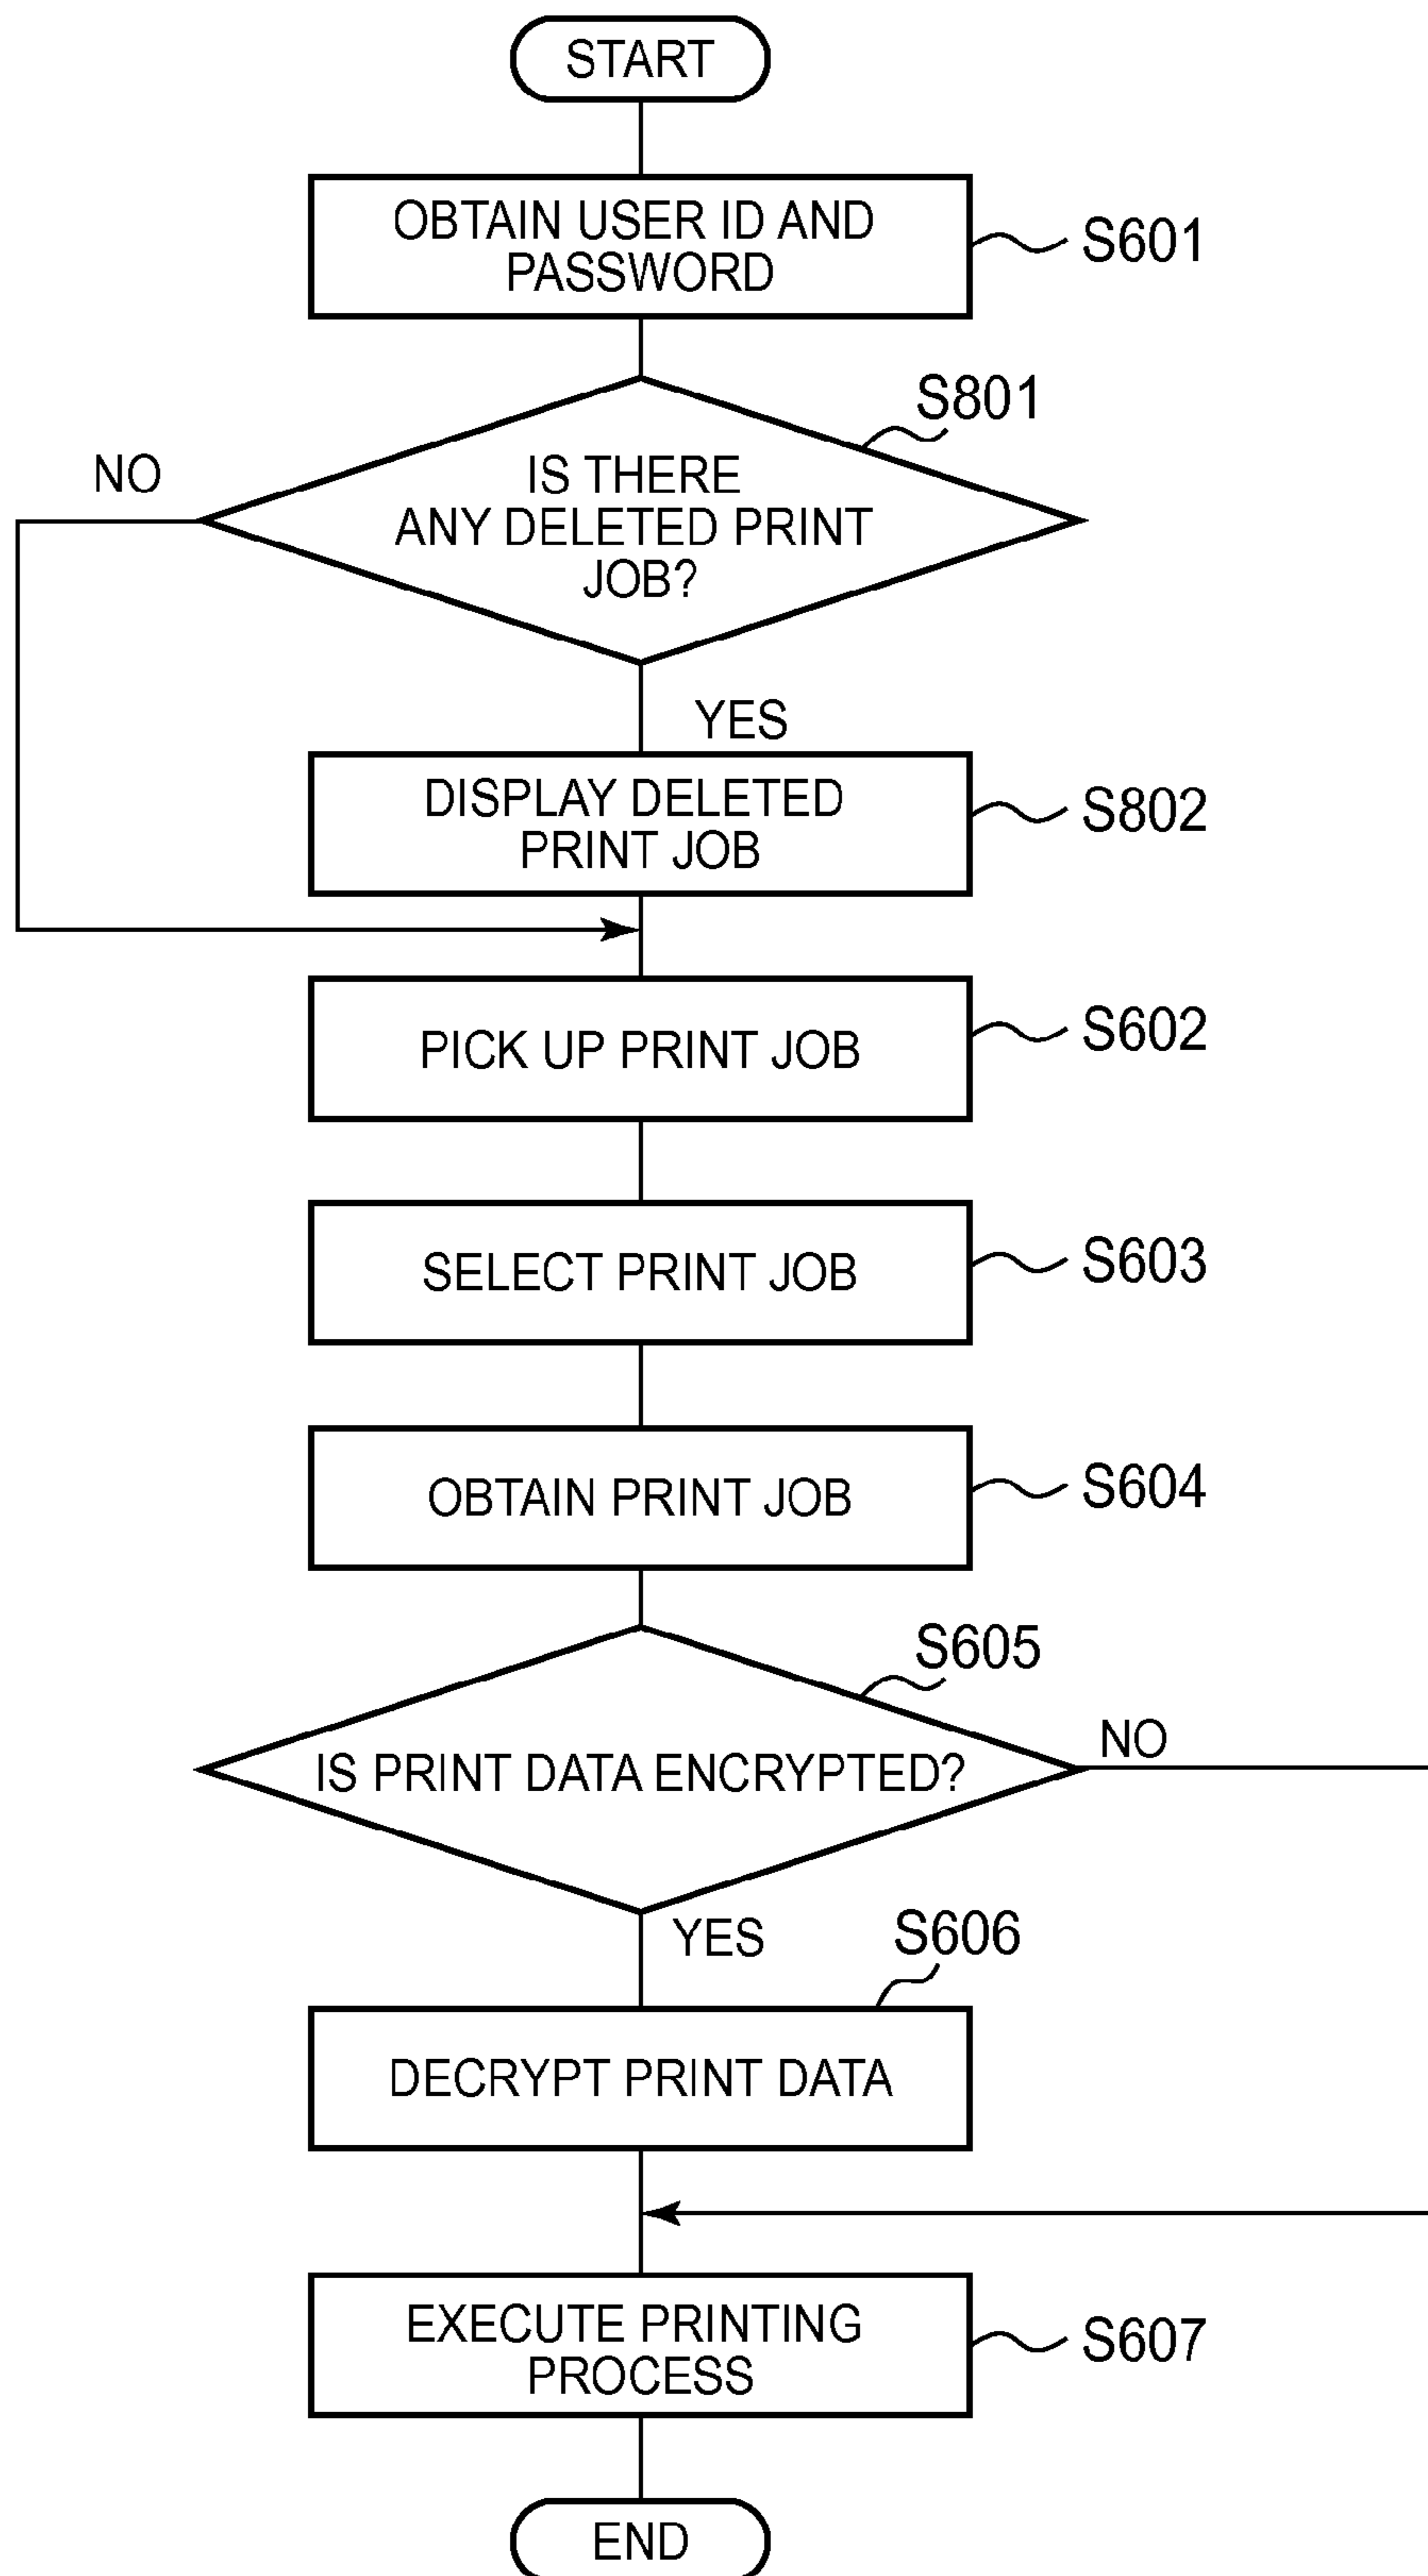 START
OBTAIN USER ID AND
PASSWORD
S601
S801
NO
IS THERE
ANY DELETED PRINT
JOB?
YES
DISPLAY DELETED
PRINT JOB
S802
PICK UP PRINT JOB
S602
SELECT PRINT JOB
S603
OBTAIN PRINT JOB
S604
S605
NO
IS PRINT DATA ENCRYPTED?
YES
S606
DECRYPT PRINT DATA
EXECUTE PRINTING
PROCESS
S607
END